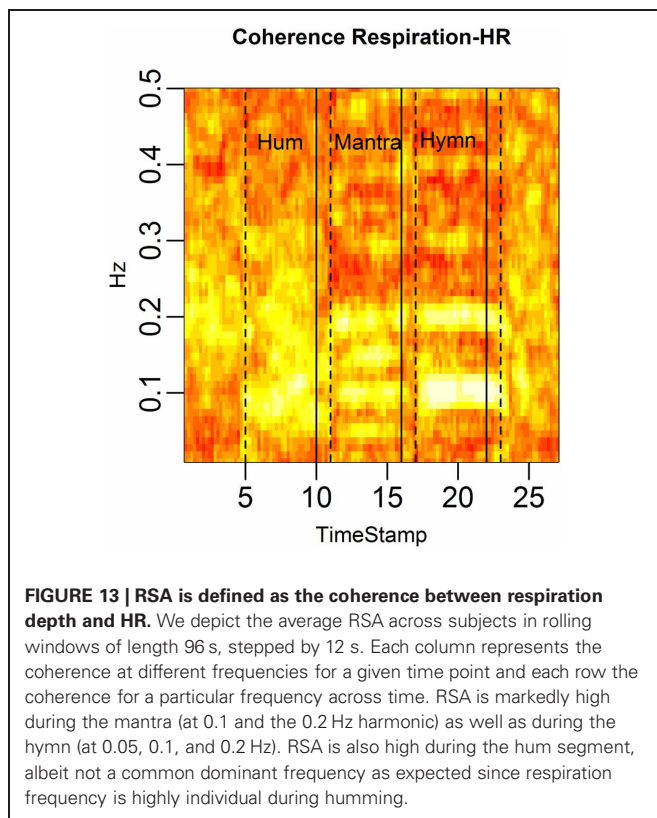 Coherence Respiration-HR
0.5
Hum Mantra Hymn
0.4
0.3
Hz
0.2
0.1
5 10 15 20 25
TimeStamp
FIGURE 13 | RSA is defined as the coherence between respiration
depth and HR. We depict the average RSA across subjects in rolling
windows of length 96 s, stepped by 12 s. Each column represents the
coherence at different frequencies for a given time point and each row the
coherence for a particular frequency across time. RSA is markedly high
during the mantra (at 0.1 and the 0.2 Hz harmonic) as well as during the
hymn (at 0.05, 0.1, and 0.2 Hz). RSA is also high during the hum segment,
albeit not a common dominant frequency as expected since respiration
frequency is highly individual during humming.